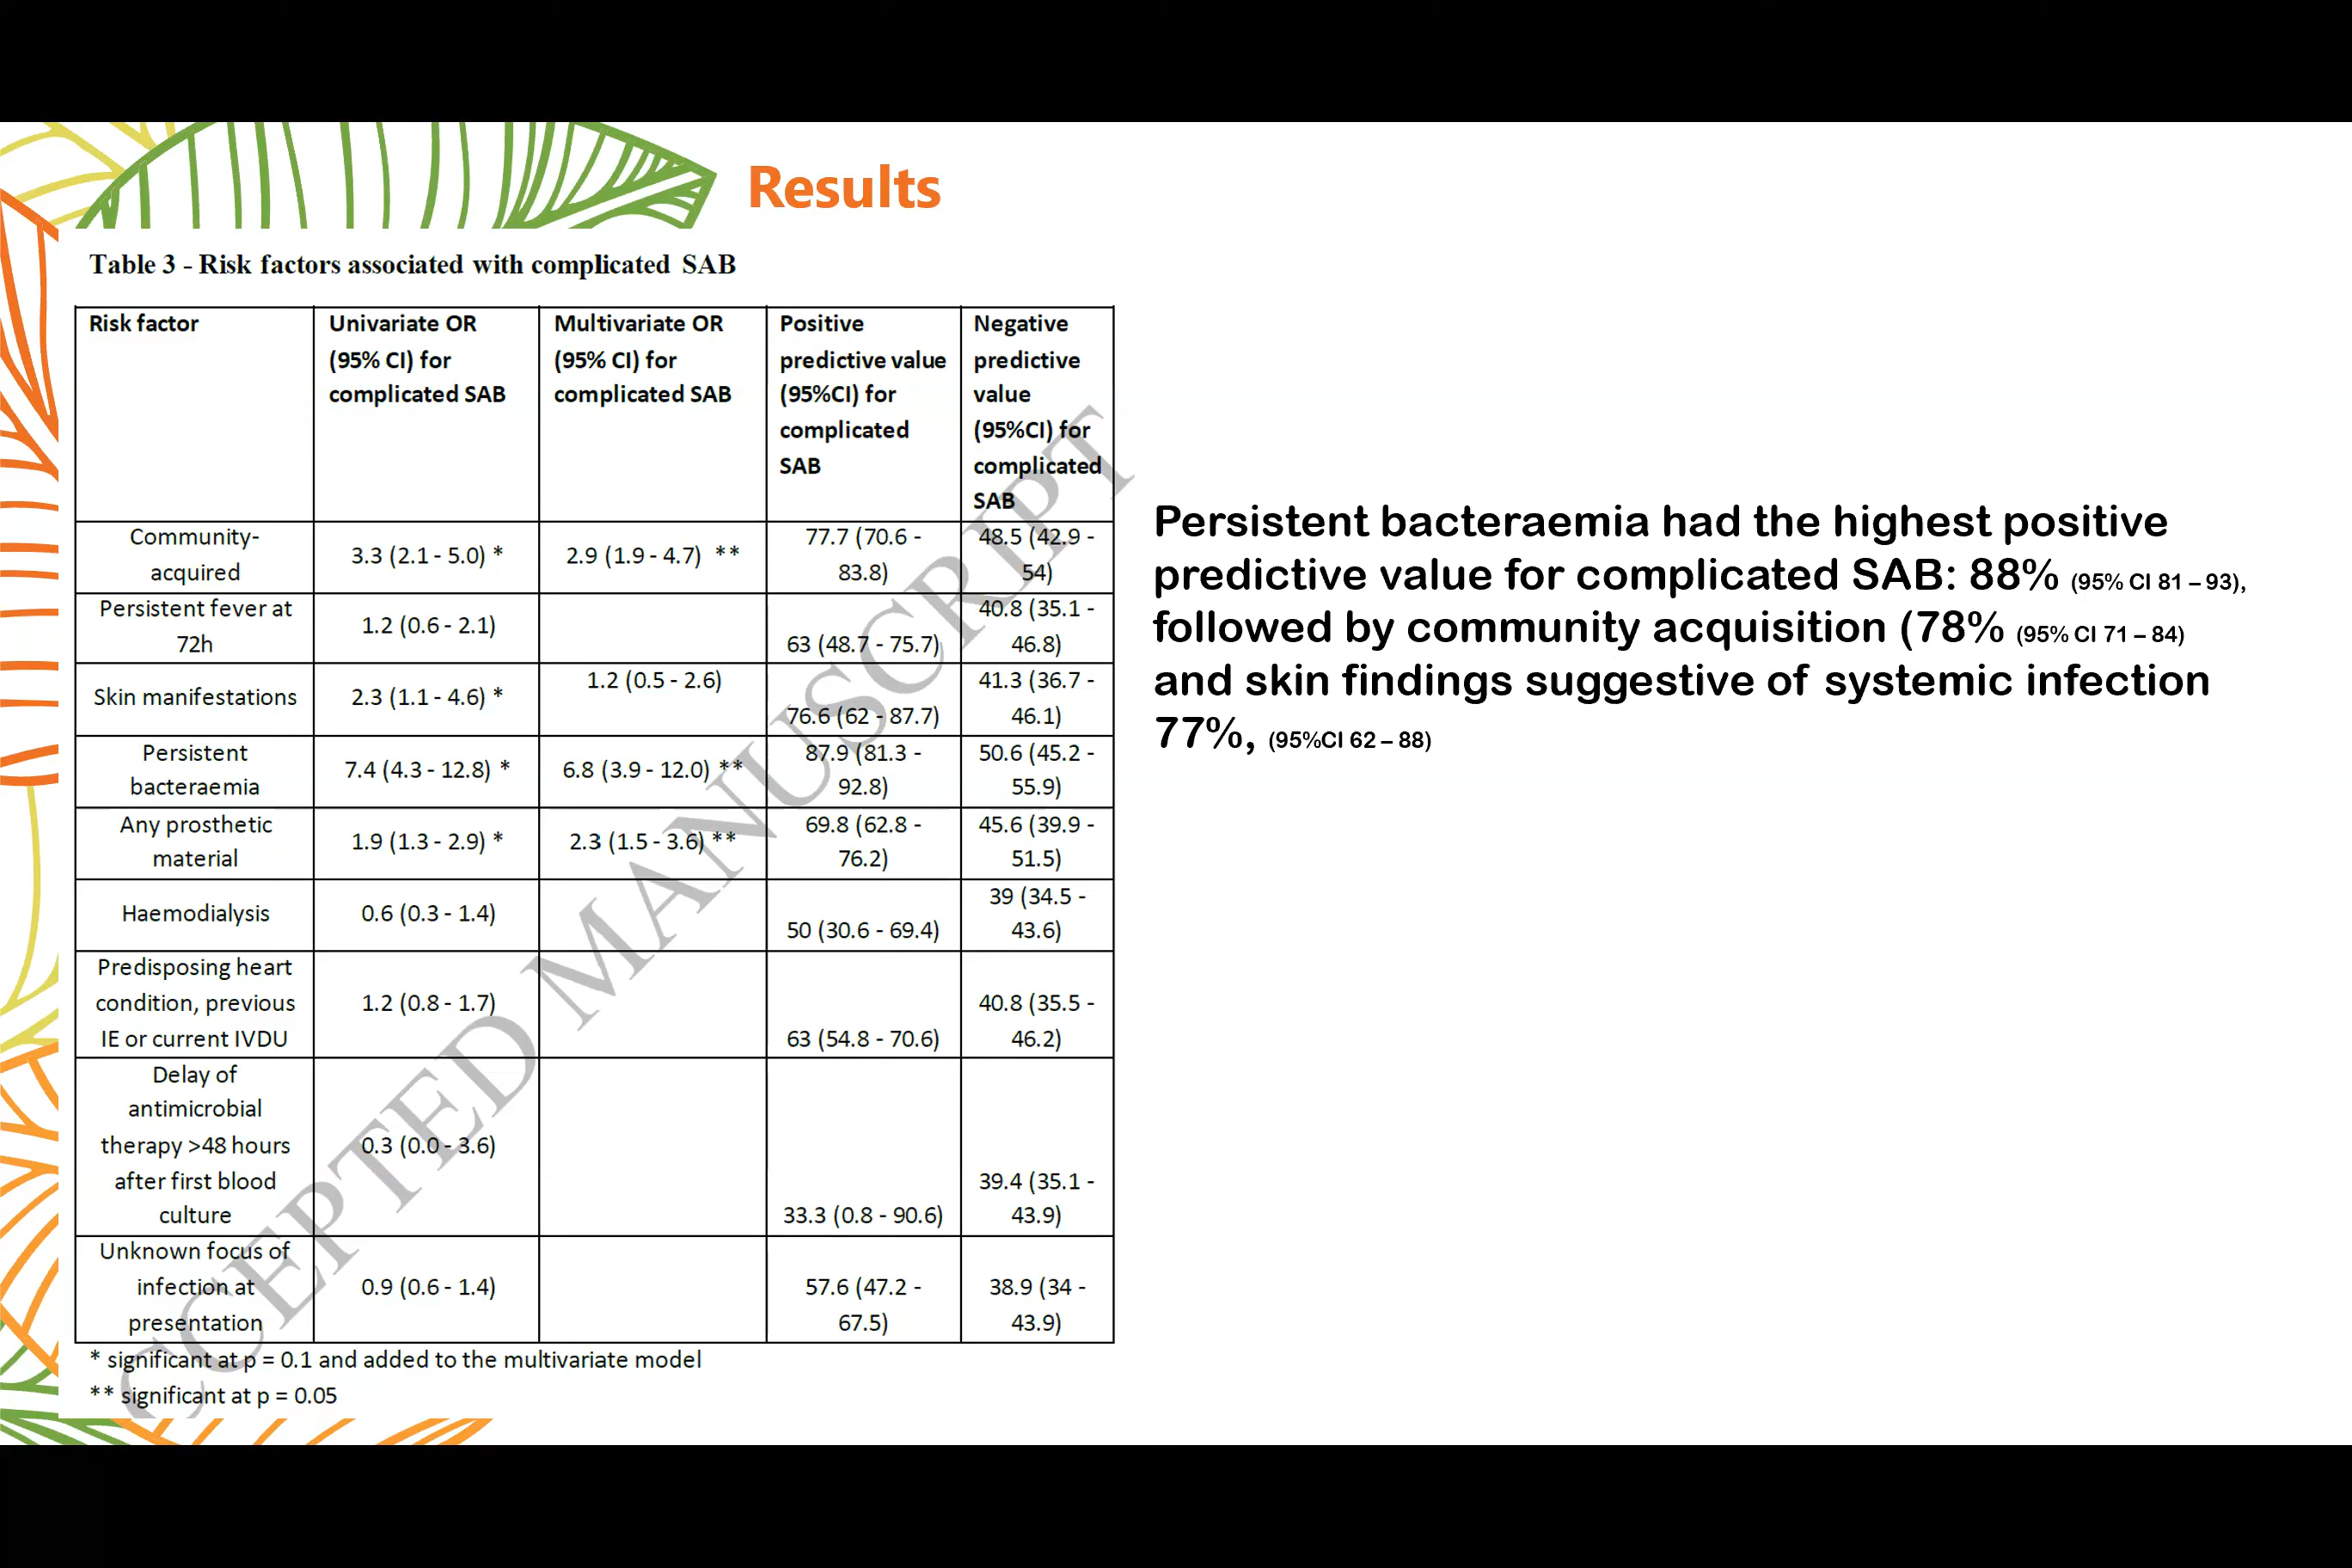 Results
Table 3 - Risk factors associated with complicated SAB
Risk factor
Univariate OR
(95% CI) for
complicated SAB
Multivariate OR
(95% CI) for
complicated SAB
Positive
predictive value
(95%CI) for
complicated
SAB
Negative
predictive
value
(95%CI) for
complicated
SAB
Community-
acquired
3.3 (2.1 - 5.0) *
2.9 (1.9 - 4.7) **
77.7 (70.6 -
83.8)
48.5 (42.9 -
54)
Persistent fever at
72h
1.2 (0.6 - 2.1)
63 (48.7 - 75.7)
40.8 (35.1 -
46.8)
Skin manifestations
2.3 (1.1 - 4.6) *
1.2 (0.5 - 2.6)
76.6 (62 - 87.7)
41.3 (36.7 -
46.1)
Persistent
bacteraemia
7.4 (4.3 - 12.8) *
6.8 (3.9 - 12.0) **
87.9 (81.3 -
92.8)
50.6 (45.2 -
55.9)
Any prosthetic
material
1.9 (1.3 - 2.9) *
2.3 (1.5 - 3.6) **
69.8 (62.8 -
76.2)
45.6 (39.9 -
51.5)
Haemodialysis
0.6 (0.3 - 1.4)
50 (30.6 - 69.4)
39 (34.5 -
43.6)
Predisposing heart
condition, previous
IE or current IVDU
1.2 (0.8 - 1.7)
63 (54.8 - 70.6)
40.8 (35.5 -
46.2)
Delay of
antimicrobial
therapy >48 hours
after first blood
culture
0.3 (0.0 - 3.6)
33.3 (0.8 - 90.6)
39.4 (35.1 -
43.9)
Unknown focus of
infection at
presentation
0.9 (0.6 - 1.4)
57.6 (47.2 -
67.5)
38.9 (34 -
43.9)
* significant at p = 0.1 and added to the multivariate model
** significant at p = 0.05
CCEPTED MANUSCRIPT
Persistent bacteraemia had the highest positive
predictive value for complicated SAB: 88% (95% CI 81 – 93),
followed by community acquisition (78% (95% CI 71 – 84)
and skin findings suggestive of systemic infection
77%, (95%CI 62 – 88)